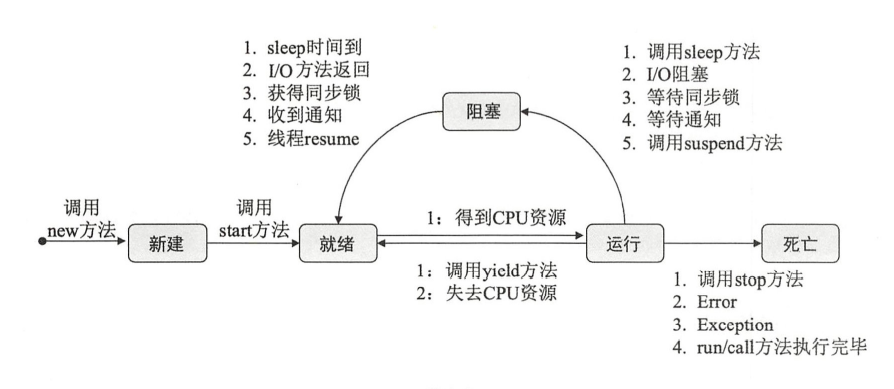 1. sleep时间到
2. I/O方法返回
3. 获得同步锁
4. 收到通知
5. 线程resume
1. 调用sleep方法
2. I/O阻塞
3. 等待同步锁
4. 等待通知
5. 调用suspend方法
阻塞
调用
new方法
新建
调用
start方法
就绪
1：得到CPU资源
1：调用yield方法
2：失去CPU资源
运行
死亡
1. 调用stop方法
2. Error
3. Exception
4. run/call方法执行完毕